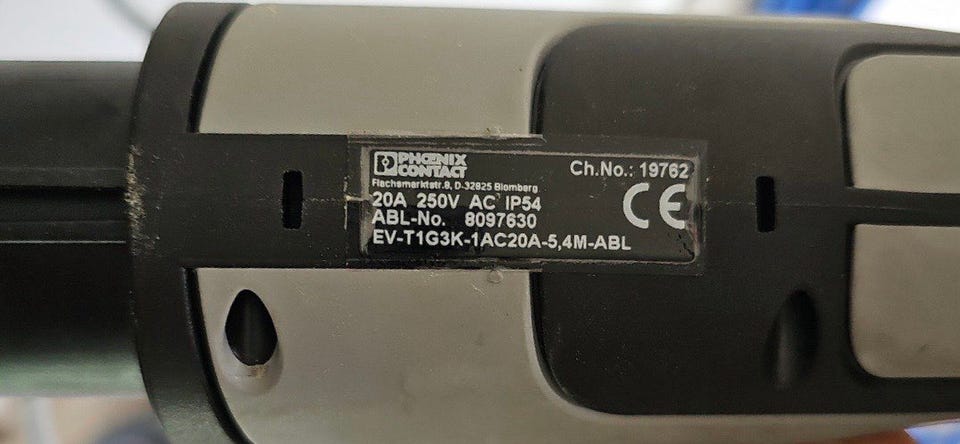 PHŒNIX
CONTACT
Ch.No.: 19762
Flachsmarktstr.8, D-32825 Blomberg
20A 250V AC IP54
ABL-No. 8097630
CE
EV-T1G3K-1AC20A-5,4M-ABL